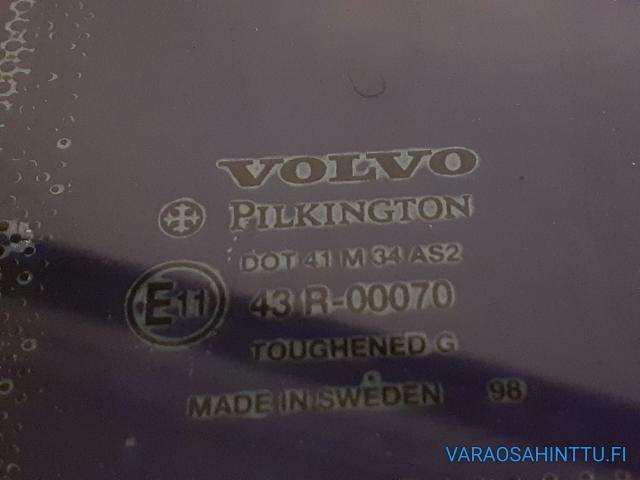 VOLVO
PILKINGTON
DOT 41 M 34 AS2
E11 43 R-00070
TOUGHENED G
MADE IN SWEDEN 98
VARAOSAHINTTU.FI